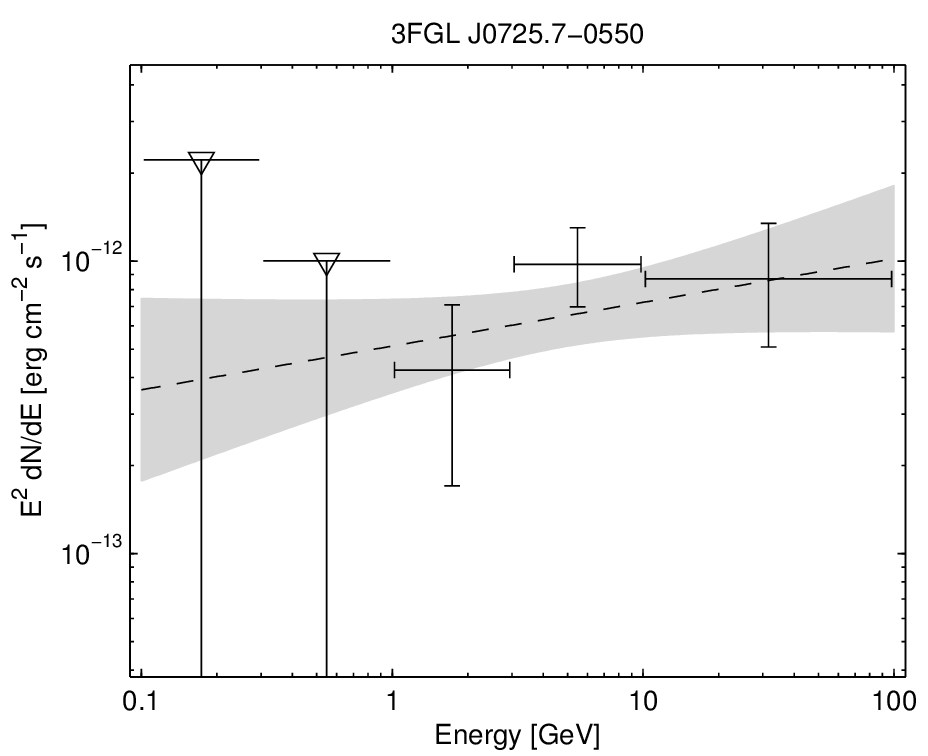 3FGL J0725.7−0550
E² dN/dE [erg cm⁻² s⁻¹]
10⁻¹²
10⁻¹³
0.1 1 10 100
Energy [GeV]